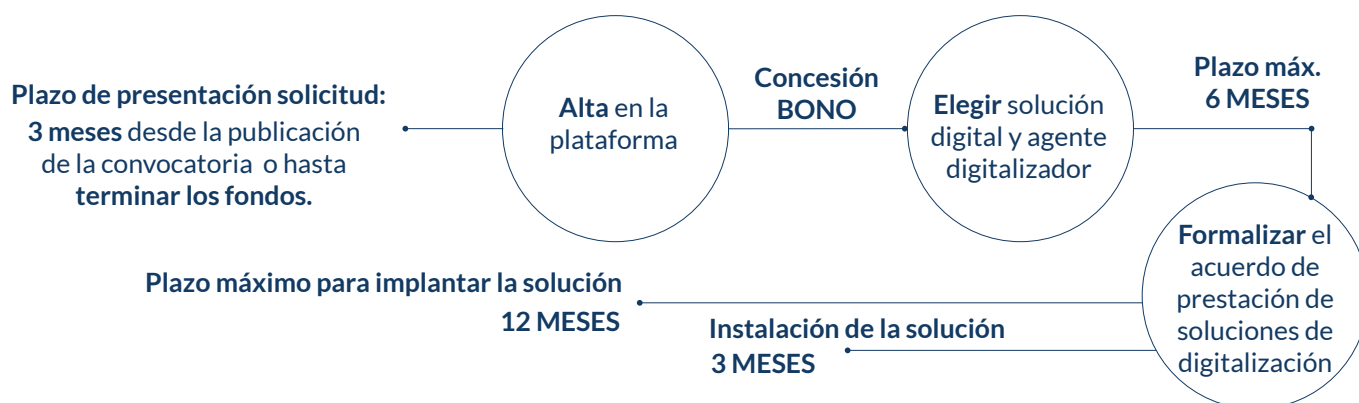 Plazo de presentación solicitud:
3 meses desde la publicación
de la convocatoria o hasta
terminar los fondos.
Alta en la
plataforma
Concesión
BONO
Elegir solución
digital y agente
digitalizador
Plazo máx.
6 MESES
Formalizar el
acuerdo de
prestación de
soluciones de
digitalización
Plazo máximo para implantar la solución
12 MESES
Instalación de la solución
3 MESES